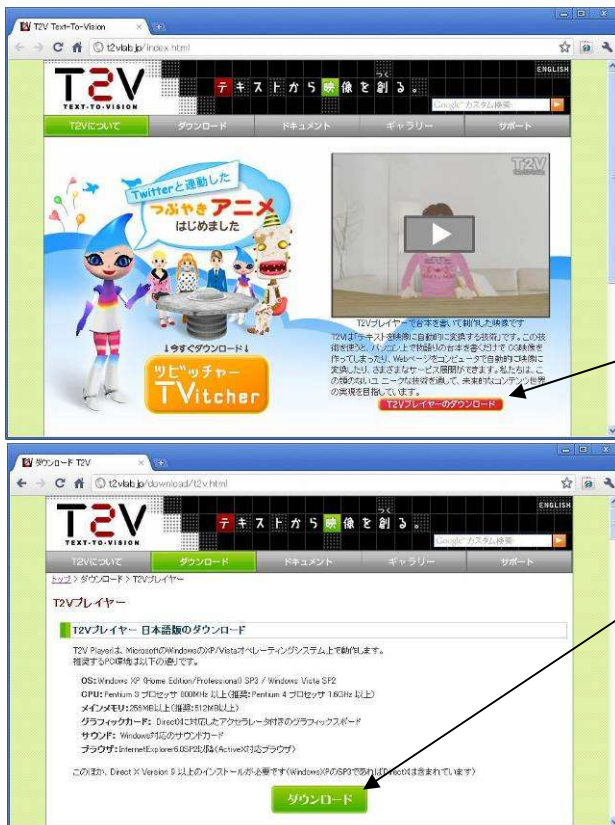 T2V Text-To-Vision
t2vlab.jp/index.html
ENGLISH
T2V
TEXT-TO-VISION
つく
テキストから映像を創る。
Google カスタム検索
T2Vについて
ダウンロード
ドキュメント
ギャラリー
サポート
Twitterと連動した
つぶやきアニメ
はじめました
↓今すぐダウンロード↓
ツビッチャー
TVitcher
T2V
T2Vプレイヤーで台本を書いて制作した映像です
T2Vは「テキストを映像に自動的に変換する技術」です。この技
術を使うと、パソコン上で物語りの台本を書くだけでCG映像を
作ってしまったり、Webページをコンピュータで自動的に映像に
変換したり、さまざまなサービス展開ができます。私たちは、こ
の類のないユニークな技術を通して、未来的なコンテンツ世界
の実現を目指しています。
T2Vプレイヤーのダウンロード
ダウンロード T2V
t2vlab.jp/download/t2v.html
ENGLISH
T2V
TEXT-TO-VISION
つく
テキストから映像を創る。
Google カスタム検索
T2Vについて
ダウンロード
ドキュメント
ギャラリー
サポート
トップ > ダウンロード > T2Vプレイヤー
T2Vプレイヤー
T2Vプレイヤー 日本語版のダウンロード
T2V Playerは、MicrosoftのWindowsのXP/Vistaオペレーティングシステム上で動作します。
推奨するPC環境は以下の通りです。
OS: Windows XP (Home Edition/Professional) SP3 / Windows Vista SP2
CPU: Pentium 3 プロセッサ 800MHz 以上(推奨: Pentium 4 プロセッサ 1.6GHz 以上)
メインメモリ: 256MB以上(推奨:512MB以上)
グラフィックカード: DirectXに対応したアクセラレータ付きのグラフィックスボード
サウンド: Windows対応のサウンドカード
ブラウザ: InternetExplorer6.0SP2以降(ActiveX対応ブラウザ)
このほか、Direct X Version 9 以上のインストールが必要です(WindowsXPのSP3であればDirectXは含まれています)
ダウンロード